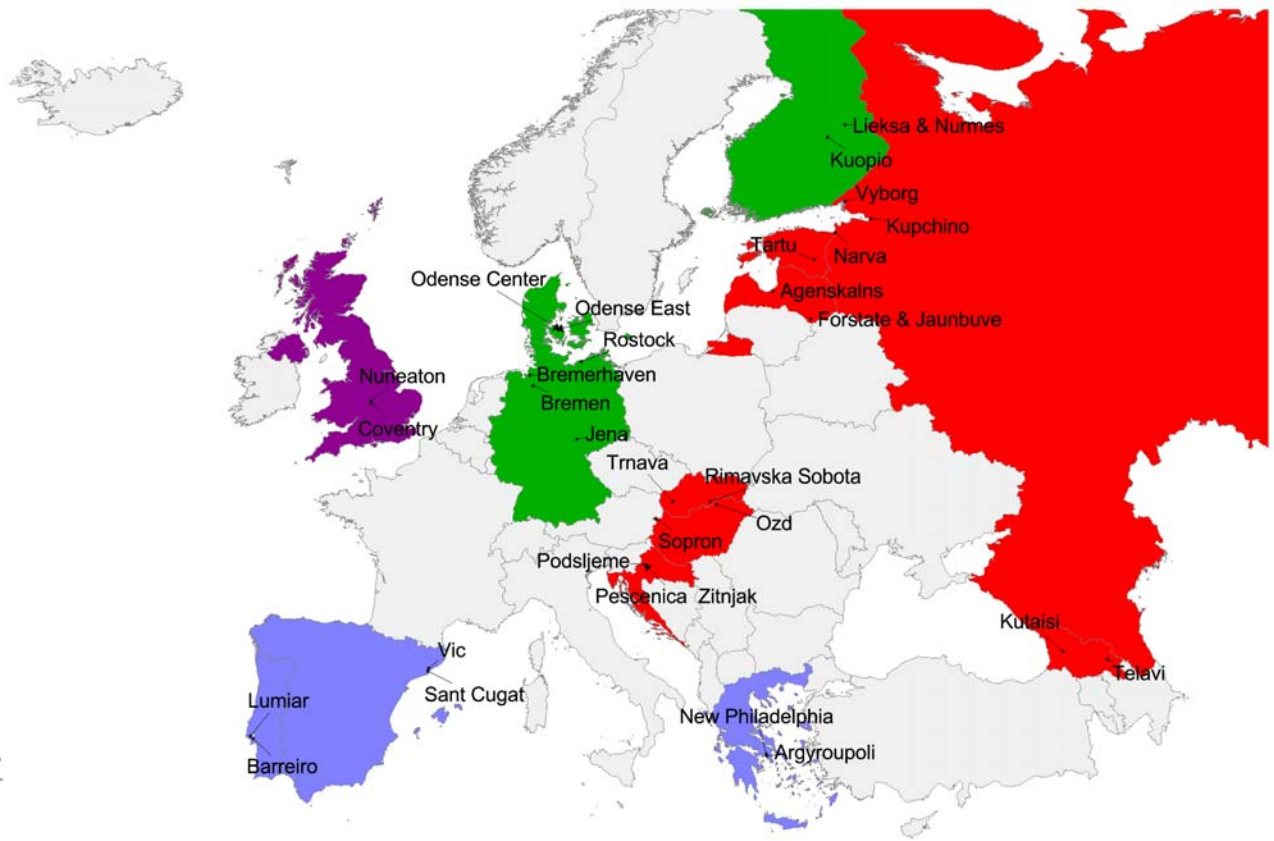 Lieksa & Nurmes
Kuopio
Vyborg
Kupchino
Tartu
Narva
Odense Center
Agenskalns
Odense East
Forstate & Jaunbuve
Rostock
Bremerhaven
Nuneaton
Bremen
Coventry
Jena
Trnava
Rimavska Sobota
Ozd
Sopron
Podsljeme
Pescenica Zitnjak
Kutaisi
Vic
Telavi
Sant Cugat
Lumiar
New Philadelphia
Argyroupoli
Barreiro